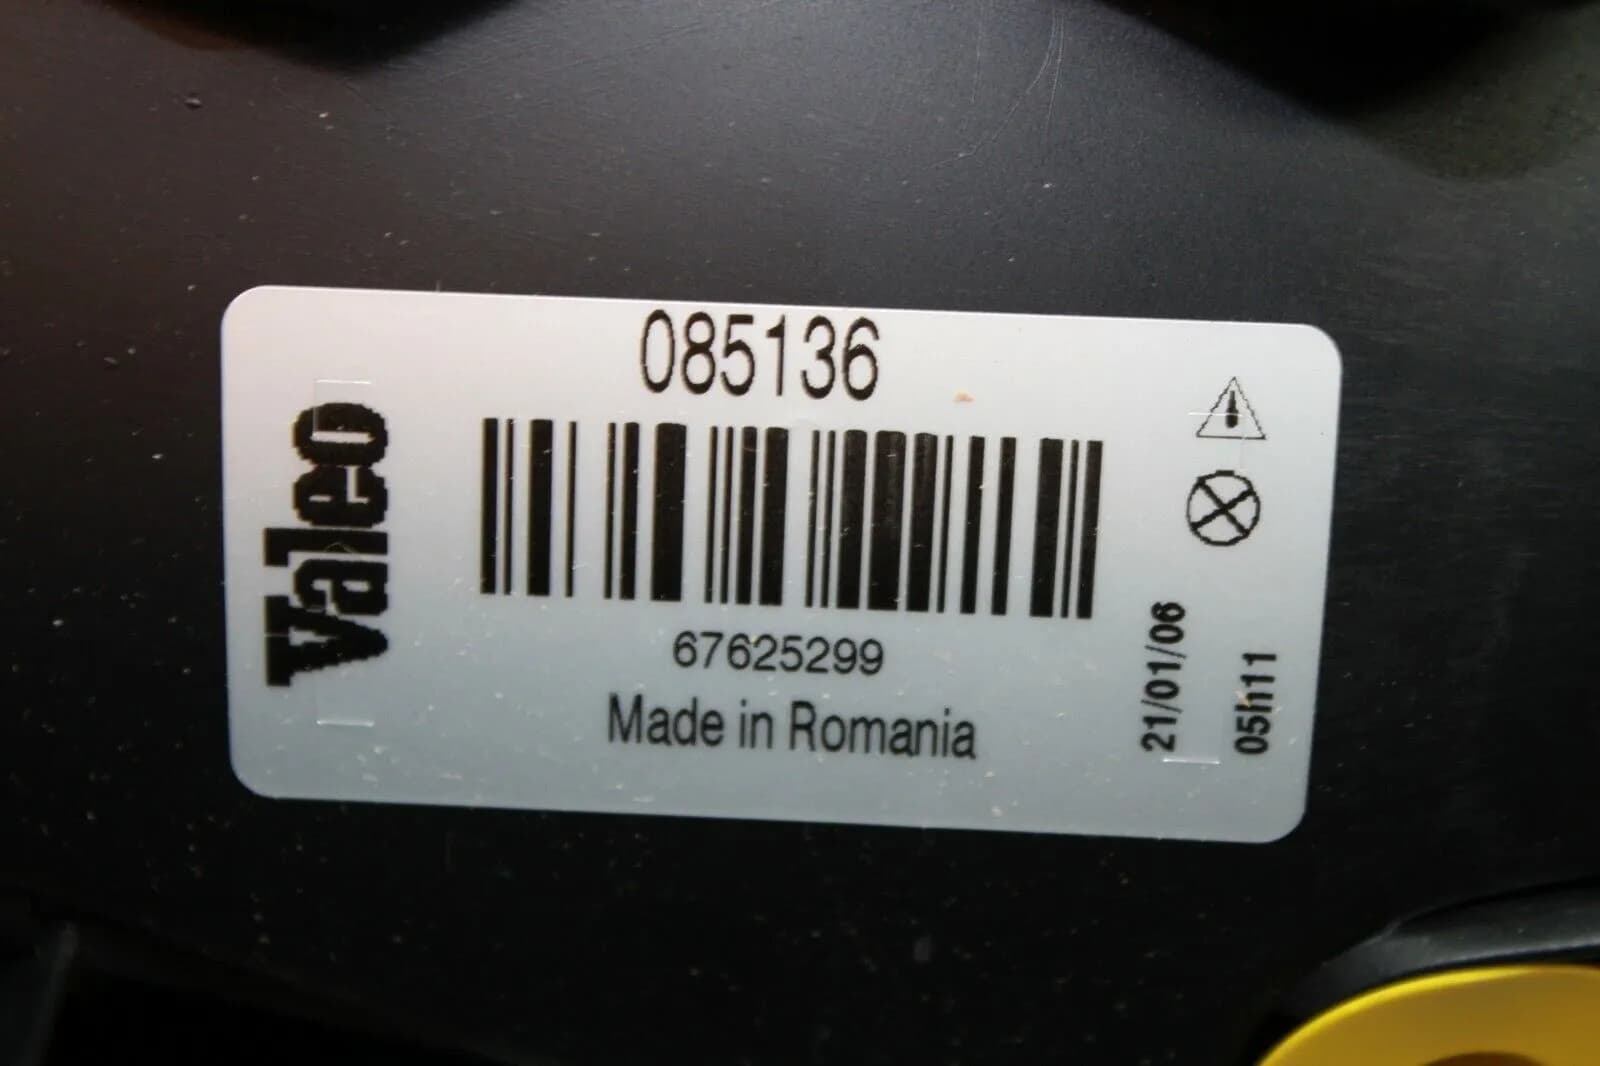 085136
Valeo
67625299
Made in Romania
21/01/06
05h11